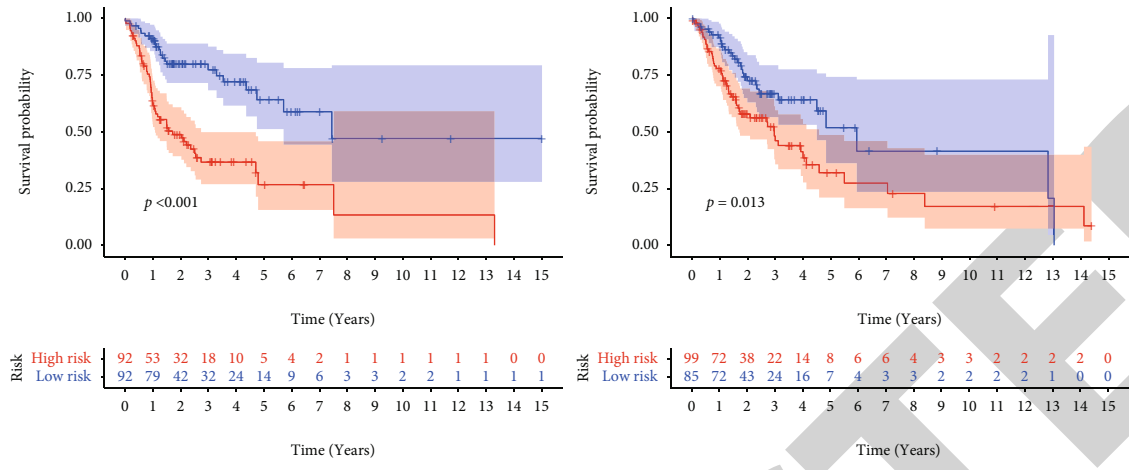 1.00
0.75
0.50
0.25
0.00
Survival probability
p <0.001
0 1 2 3 4 5 6 7 8 9 10 11 12 13 14 15
Time (Years)
Risk
High risk 92 53 32 18 10 5 4 2 1 1 1 1 1 1 0 0
Low risk 92 79 42 32 24 14 9 6 3 3 2 2 1 1 1 1
0 1 2 3 4 5 6 7 8 9 10 11 12 13 14 15
Time (Years)
1.00
0.75
0.50
0.25
0.00
Survival probability
p = 0.013
0 1 2 3 4 5 6 7 8 9 10 11 12 13 14 15
Time (Years)
Risk
High risk 99 72 38 22 14 8 6 6 4 3 3 2 2 2 2 0
Low risk 85 72 43 24 16 7 4 3 3 2 2 2 2 1 0 0
0 1 2 3 4 5 6 7 8 9 10 11 12 13 14 15
Time (Years)